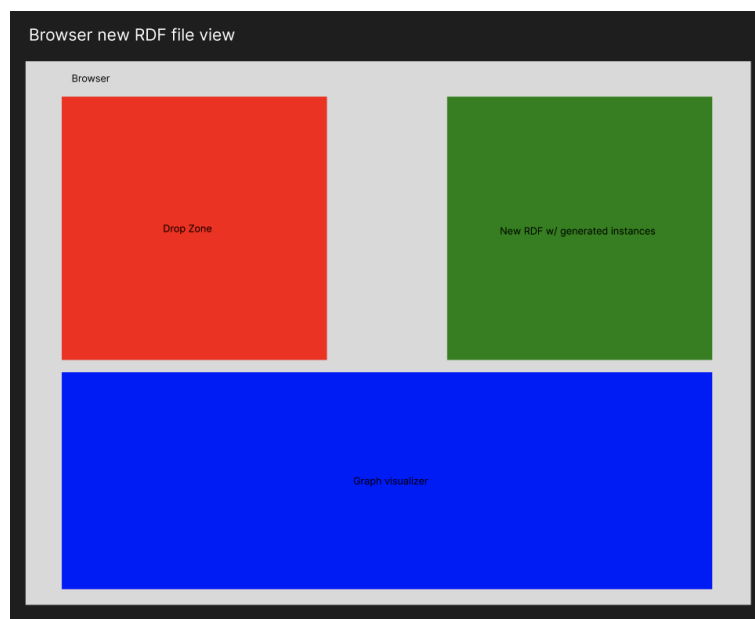 Browser new RDF file view
Browser
Drop Zone
New RDF w/ generated instances
Graph visualizer